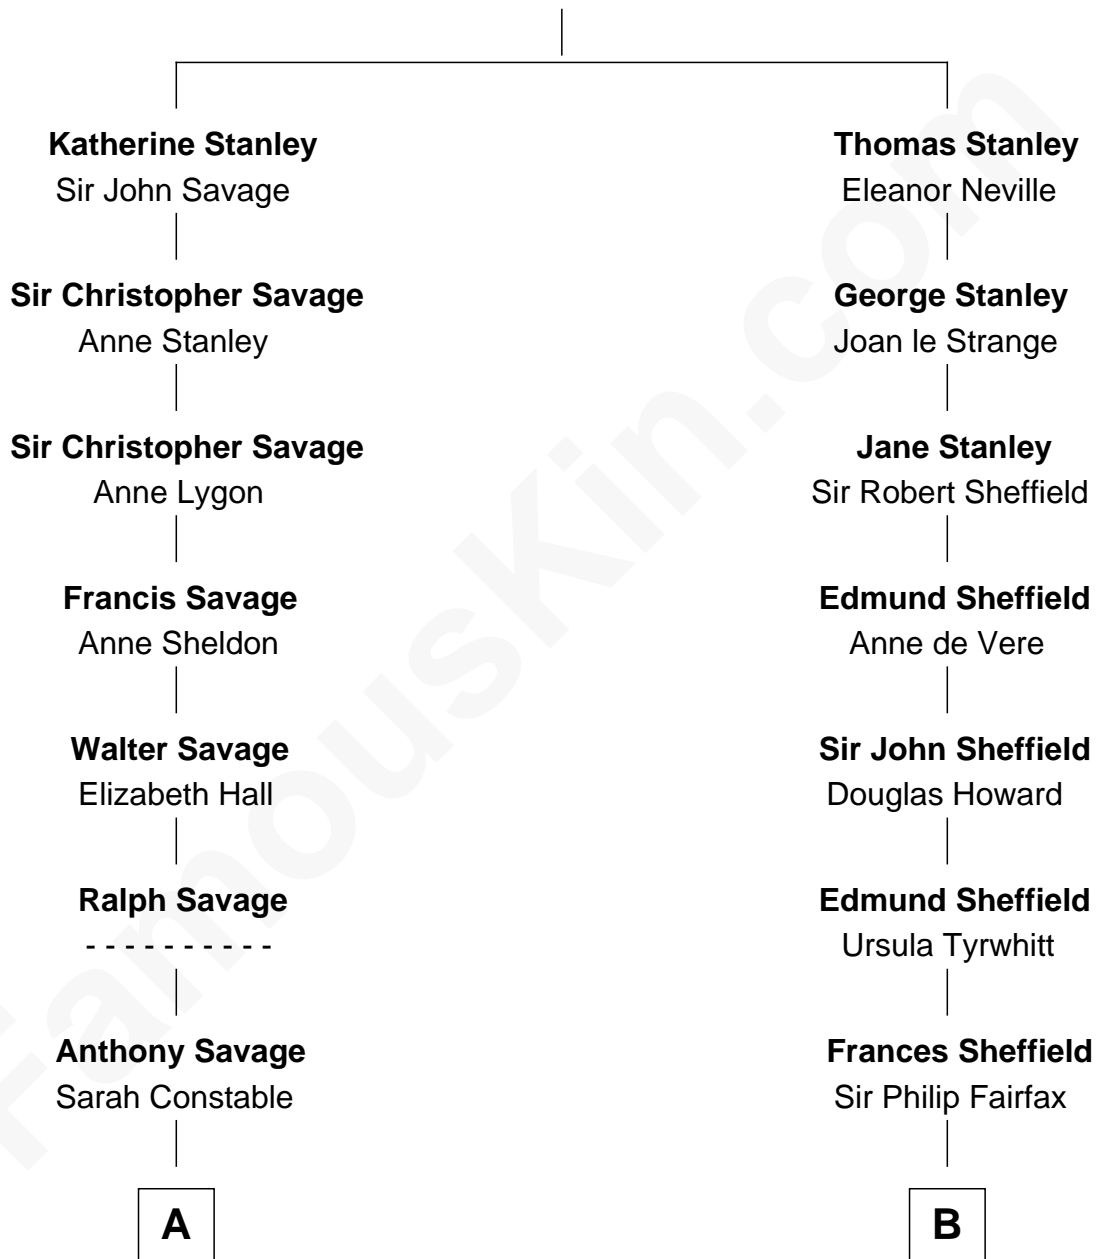 Katherine Stanley
Sir John Savage
Sir Christopher Savage
Anne Stanley
Sir Christopher Savage
Anne Lygon
Francis Savage
Anne Sheldon
Walter Savage
Elizabeth Hall
Ralph Savage
- - - - - - - - - -
Anthony Savage
Sarah Constable
A
Thomas Stanley
Eleanor Neville
George Stanley
Joan le Strange
Jane Stanley
Sir Robert Sheffield
Edmund Sheffield
Anne de Vere
Sir John Sheffield
Douglas Howard
Edmund Sheffield
Ursula Tyrwhitt
Frances Sheffield
Sir Philip Fairfax
B
FamousKin.com